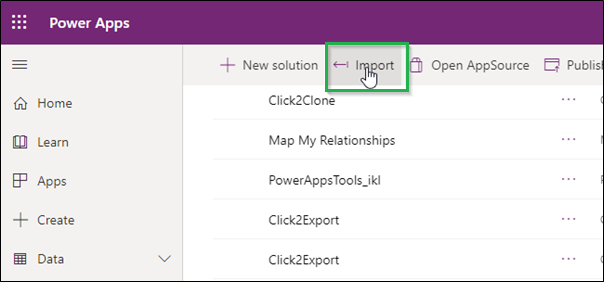 Power Apps
New solution Import Open AppSource Publish
Home
Learn
Apps
Create
Data
Click2Clone
Map My Relationships
PowerAppsTools_ikl
Click2Export
Click2Export